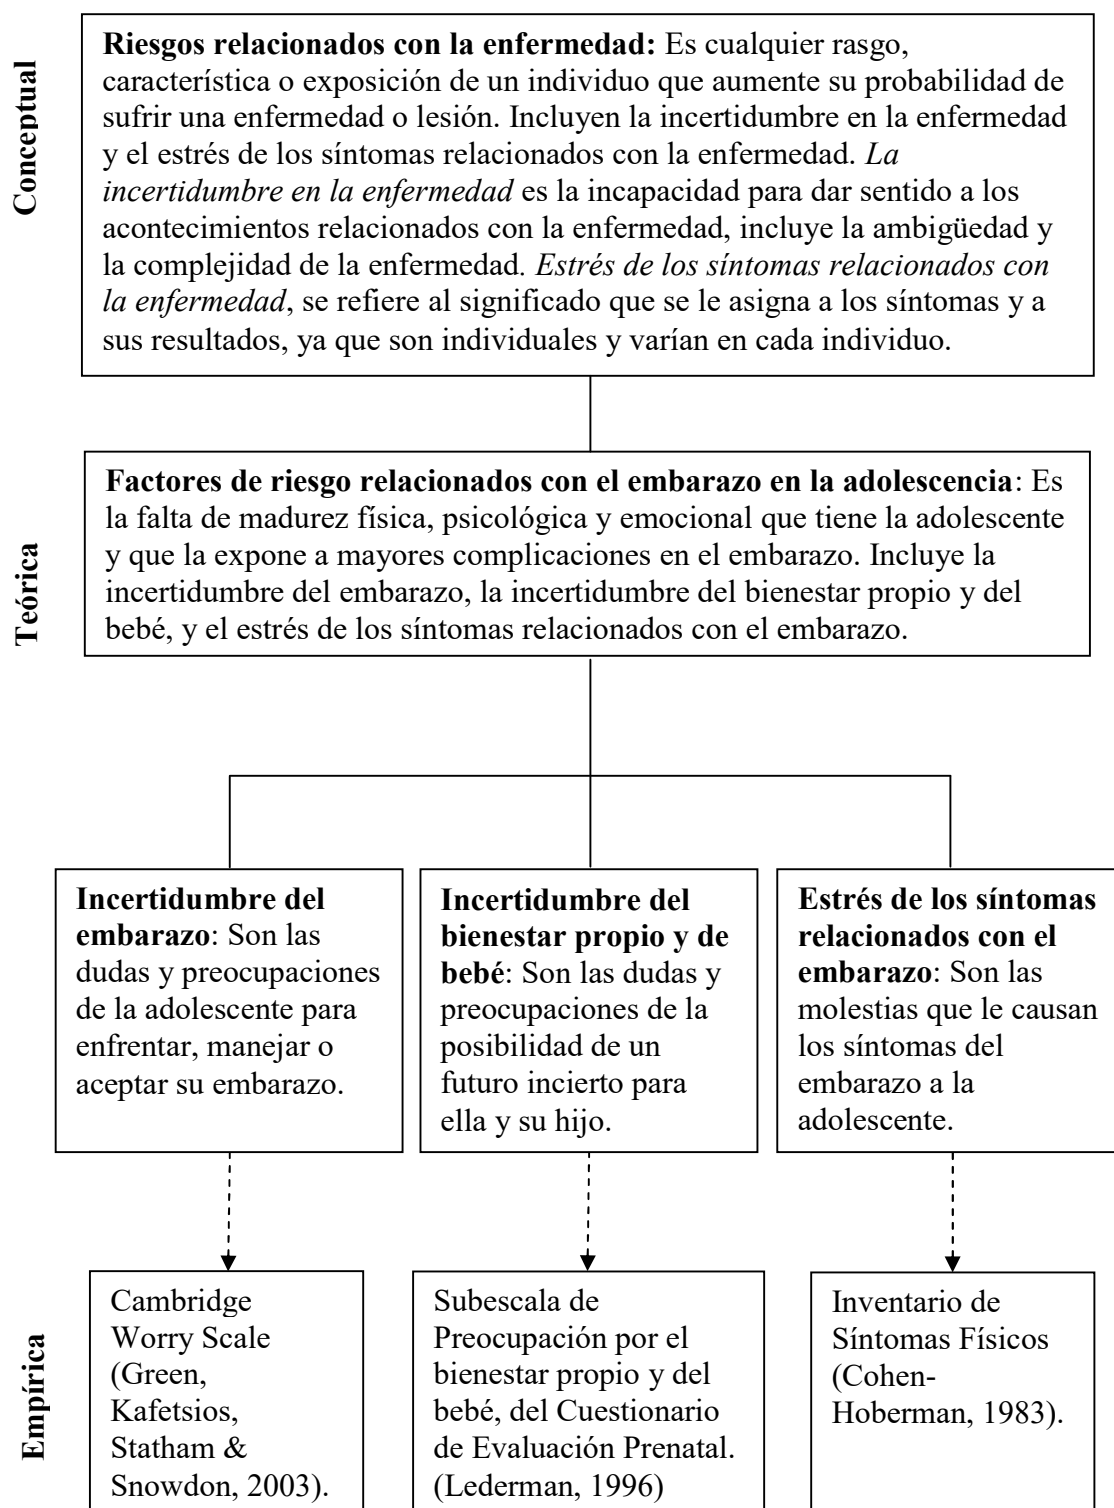 Conceptual
Riesgos relacionados con la enfermedad: Es cualquier rasgo,
característica o exposición de un individuo que aumente su probabilidad de
sufrir una enfermedad o lesión. Incluyen la incertidumbre en la enfermedad
y el estrés de los síntomas relacionados con la enfermedad. La
incertidumbre en la enfermedad es la incapacidad para dar sentido a los
acontecimientos relacionados con la enfermedad, incluye la ambigüedad y
la complejidad de la enfermedad. Estrés de los síntomas relacionados con
la enfermedad, se refiere al significado que se le asigna a los síntomas y a
sus resultados, ya que son individuales y varían en cada individuo.
Teórica
Factores de riesgo relacionados con el embarazo en la adolescencia: Es
la falta de madurez física, psicológica y emocional que tiene la adolescente
y que la expone a mayores complicaciones en el embarazo. Incluye la
incertidumbre del embarazo, la incertidumbre del bienestar propio y del
bebé, y el estrés de los síntomas relacionados con el embarazo.
Incertidumbre del
embarazo: Son las
dudas y preocupaciones
de la adolescente para
enfrentar, manejar o
aceptar su embarazo.
Incertidumbre del
bienestar propio y de
bebé: Son las dudas y
preocupaciones de la
posibilidad de un
futuro incierto para
ella y su hijo.
Estrés de los síntomas
relacionados con el
embarazo: Son las
molestias que le causan
los síntomas del
embarazo a la
adolescente.
Empírica
Cambridge
Worry Scale
(Green,
Kafetsios,
Statham &
Snowdon, 2003).
Subescala de
Preocupación por el
bienestar propio y del
bebé, del Cuestionario
de Evaluación Prenatal.
(Lederman, 1996)
Inventario de
Síntomas Físicos
(Cohen-
Hoberman, 1983).